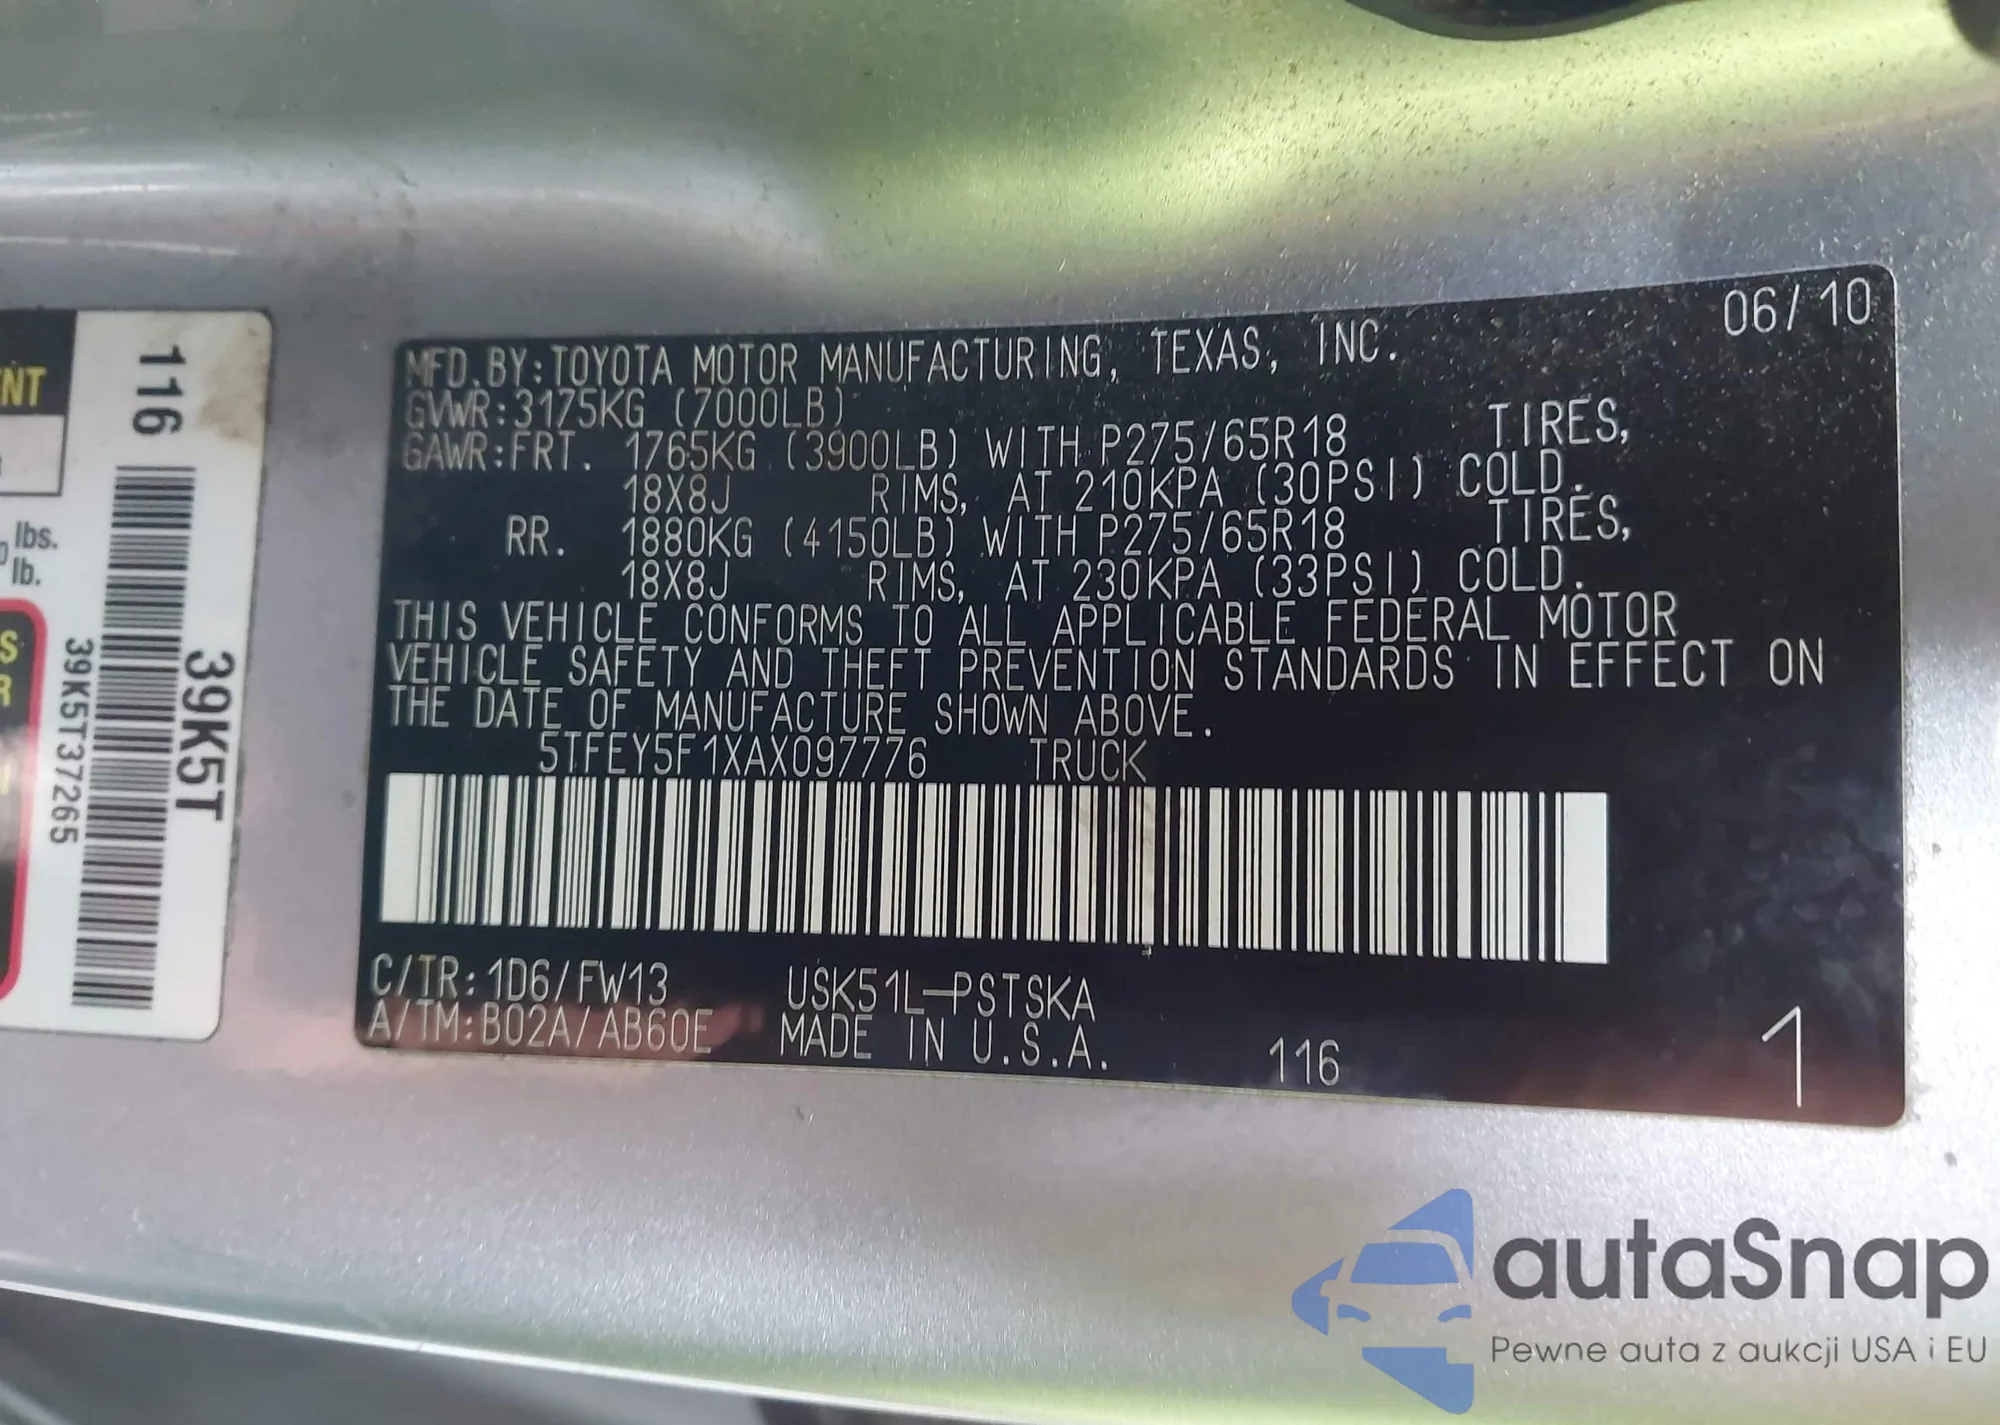 ENT
lbs.
lb.
S
R
116
39K5T
39K5T37265
06/10
MFD.BY:TOYOTA MOTOR MANUFACTURING, TEXAS, INC.
GVWR:3175KG (7000LB)
GAWR:FRT. 1765KG (3900LB) WITH P275/65R18 TIRES,
18X8J RIMS, AT 210KPA (30PSI) COLD.
RR. 1880KG (4150LB) WITH P275/65R18 TIRES,
18X8J RIMS, AT 230KPA (33PSI) COLD.
THIS VEHICLE CONFORMS TO ALL APPLICABLE FEDERAL MOTOR
VEHICLE SAFETY AND THEFT PREVENTION STANDARDS IN EFFECT ON
THE DATE OF MANUFACTURE SHOWN ABOVE.
5TFEY5F1XAX097776 TRUCK
C/TR:1D6/FW13 USK51L-PSTSKA
A/TM:B02A/AB60E MADE IN U.S.A. 116
1
autaSnap
Pewne auta z aukcji USA i EU